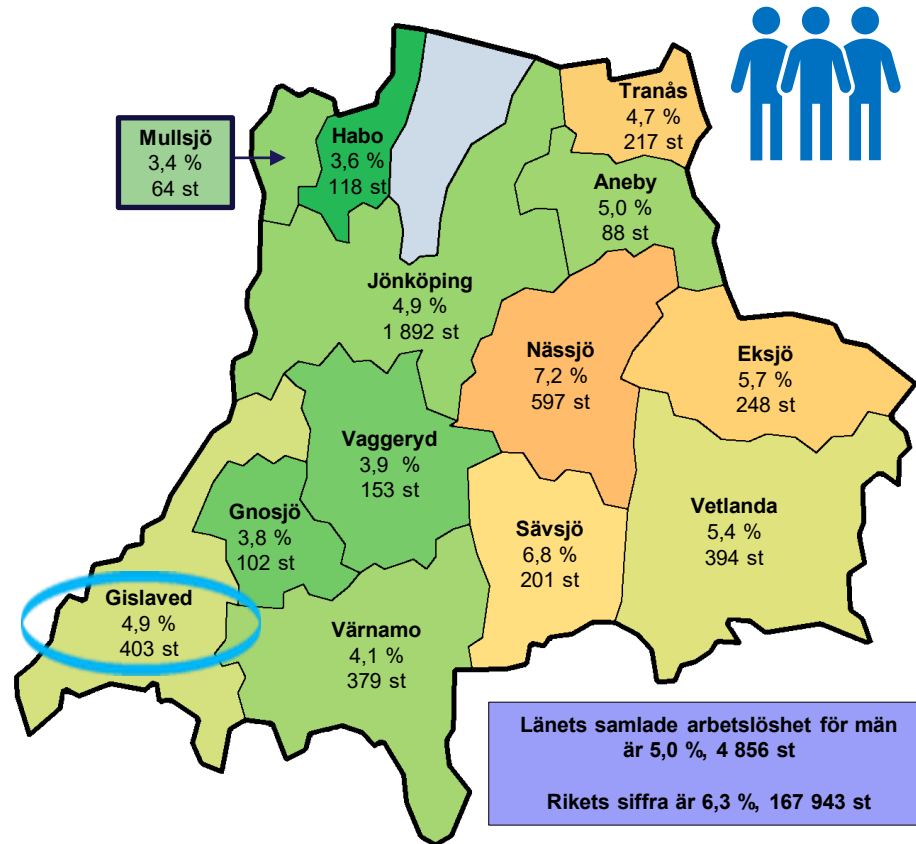 Tranås
4,7 %
217 st
Mullsjö
3,4 %
64 st
Habo
3,6 %
118 st
Aneby
5,0 %
88 st
Jönköping
4,9 %
1 892 st
Nässjö
7,2 %
597 st
Eksjö
5,7 %
248 st
Vaggeryd
3,9 %
153 st
Gnosjö
3,8 %
102 st
Sävsjö
6,8 %
201 st
Vetlanda
5,4 %
394 st
Gislaved
4,9 %
403 st
Värnamo
4,1 %
379 st
Länets samlade arbetslöshet för män
är 5,0 %, 4 856 st
Rikets siffra är 6,3 %, 167 943 st